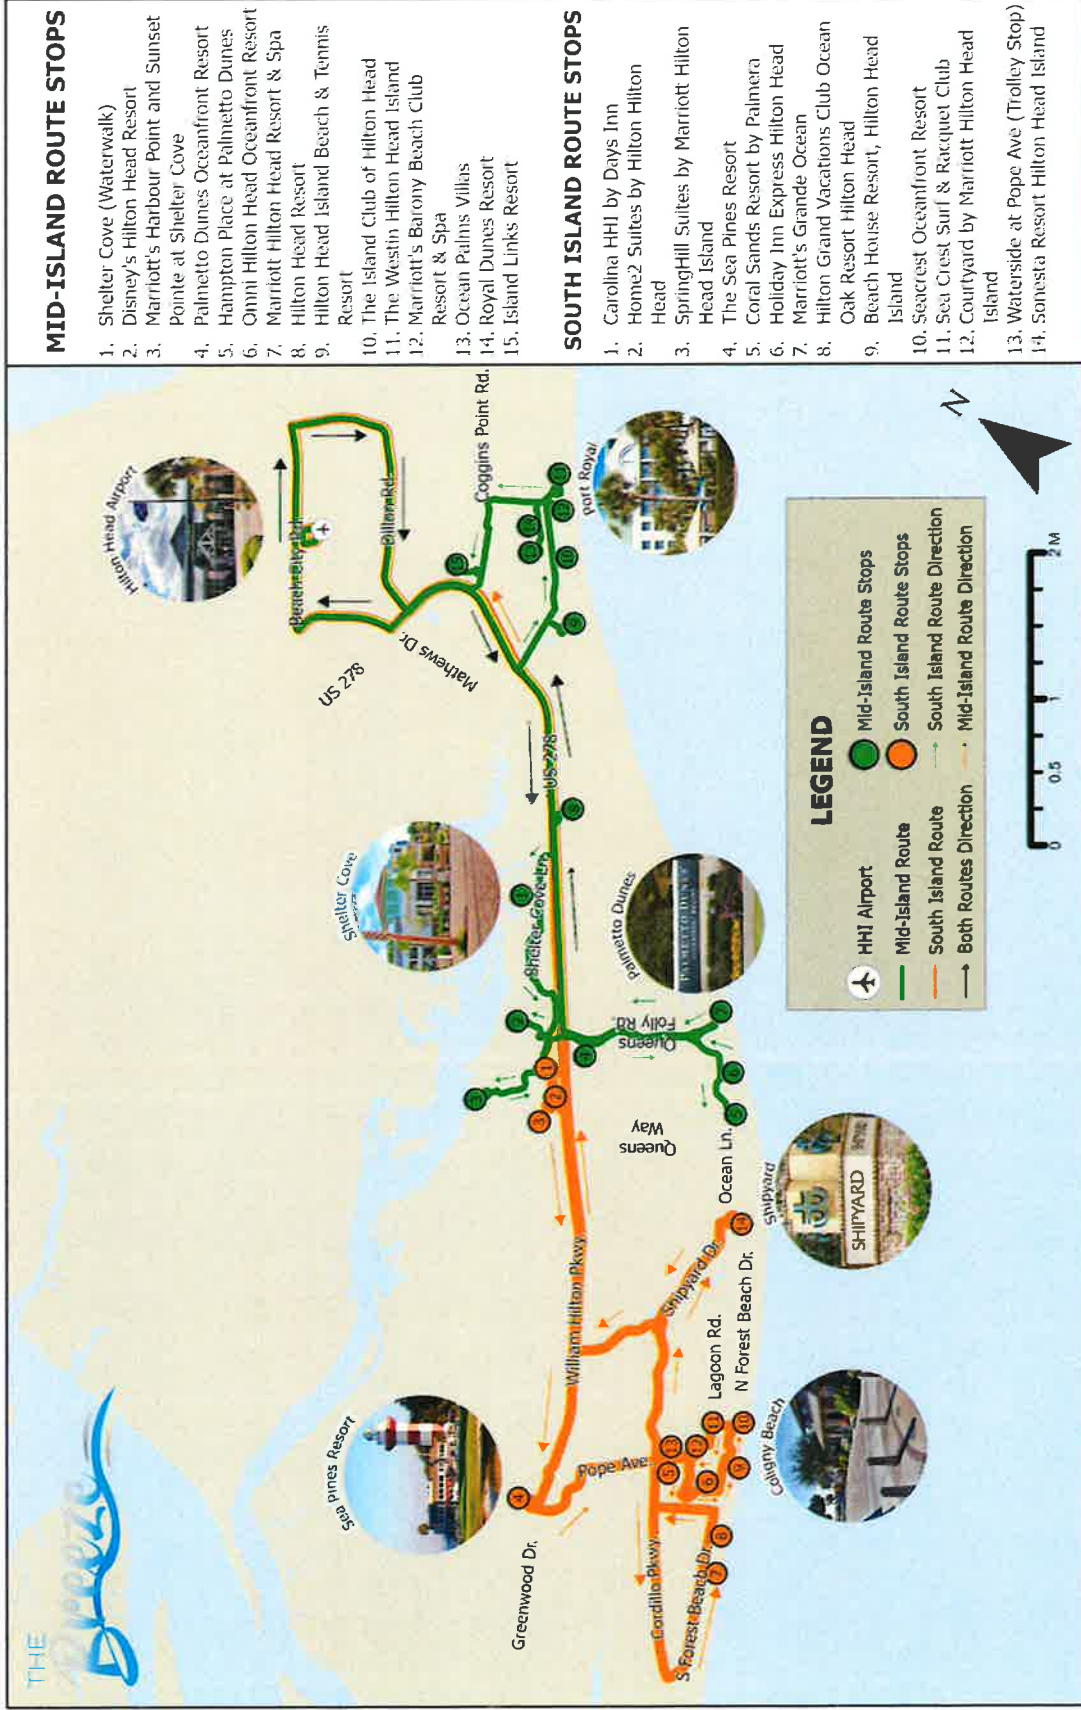 THE
Breeze
Sea Pines Resort
Shelter Cove
Hilton Head Airport
US 278
Beach City Rd.
Dillon Rd.
Mathews Dr.
Coggins Point Rd.
Greenwood Dr.
William Hilton Pkwy
Shelter Cove Ln
US 278
Port Royal
Pope Ave
Cordillo Pkwy
S Forest Beach Dr.
Shipyard Dr.
Lagoon Rd.
N Forest Beach Dr.
Ocean Ln.
Queens
Way
Queens
Folly Rd.
Palmetto Dunes
PALMETTO DUNES
Coligny Beach
Shipyard
SHIPYARD
N
LEGEND
HHI Airport
Mid-Island Route
South Island Route
Both Routes Direction
Mid-Island Route Stops
South Island Route Stops
South Island Route Direction
Mid-Island Route Direction
0 0.5 1 2 M
MID-ISLAND ROUTE STOPS
1. Shelter Cove (Waterwalk)
2. Disney's Hilton Head Resort
3. Marriott's Harbour Point and Sunset
Pointe at Shelter Cove
4. Palmetto Dunes Oceanfront Resort
5. Hampton Place at Palmetto Dunes
6. Omni Hilton Head Oceanfront Resort
7. Marriott Hilton Head Resort & Spa
8. Hilton Head Resort
9. Hilton Head Island Beach & Tennis
Resort
10. The Island Club of Hilton Head
11. The Westin Hilton Head Island
12. Marriott's Barony Beach Club
Resort & Spa
13. Ocean Palms Villas
14. Royal Dunes Resort
15. Island Links Resort
SOUTH ISLAND ROUTE STOPS
1. Carolina HHI by Days Inn
2. Home2 Suites by Hilton Hilton
Head
3. SpringHill Suites by Marriott Hilton
Head Island
4. The Sea Pines Resort
5. Coral Sands Resort by Palmera
6. Holiday Inn Express Hilton Head
7. Marriott's Grande Ocean
8. Hilton Grand Vacations Club Ocean
Oak Resort Hilton Head
9. Beach House Resort, Hilton Head
Island
10. Seacrest Oceanfront Resort
11. Sea Crest Surf & Racquet Club
12. Courtyard by Marriott Hilton Head
Island
13. Waterside at Pope Ave (Trolley Stop)
14. Sonesta Resort Hilton Head Island